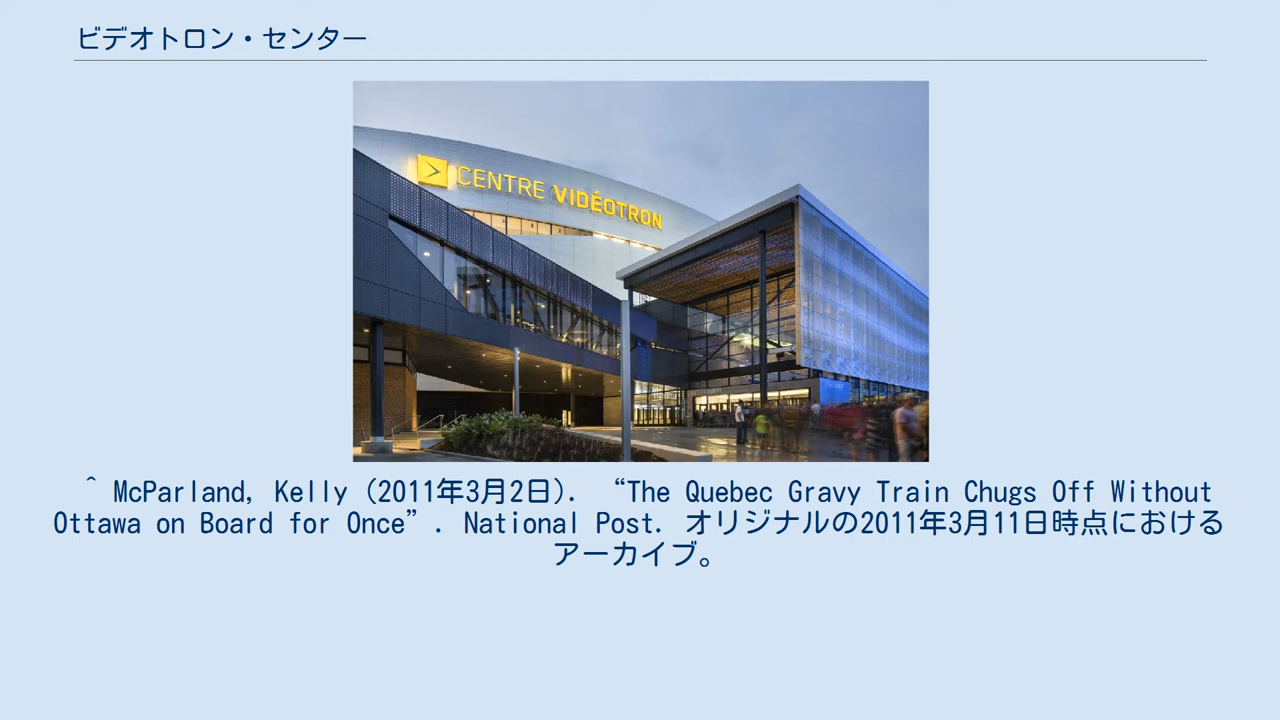 ビデオトロン・センター
CENTRE VIDÉOTRON
^ McParland, Kelly (2011年3月2日). “The Quebec Gravy Train Chugs Off Without
Ottawa on Board for Once”. National Post. オリジナルの2011年3月11日時点における
アーカイブ。